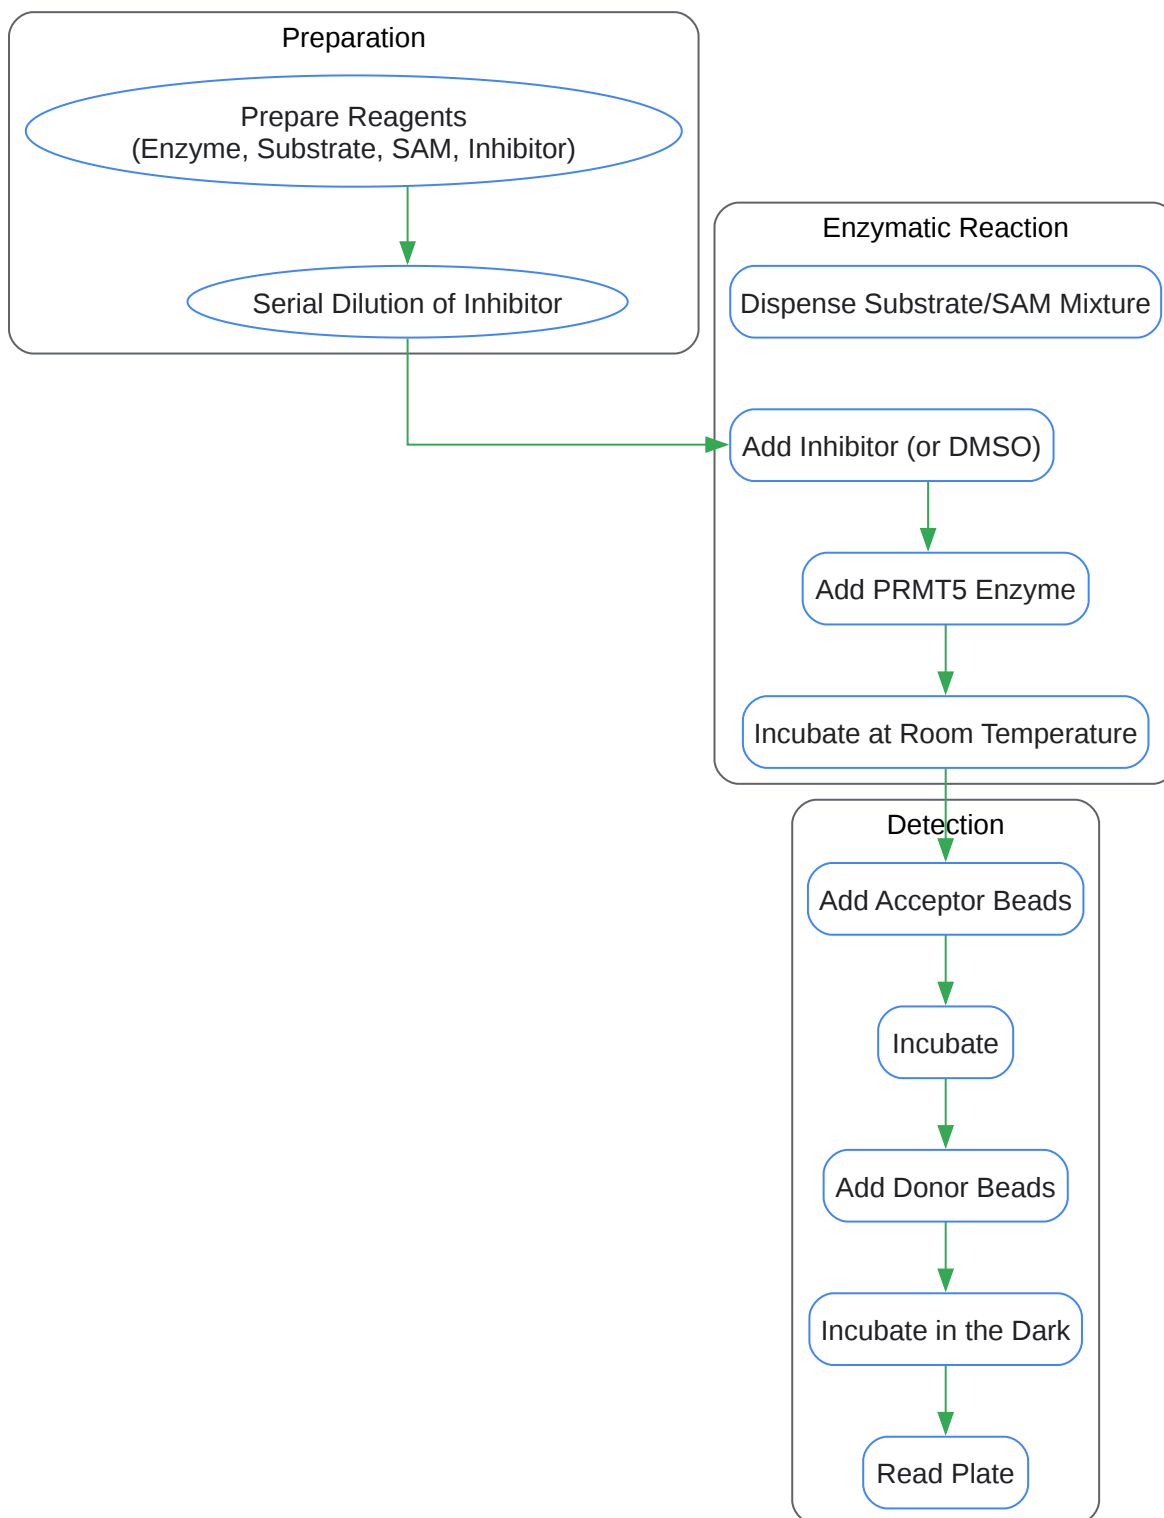 Preparation
Prepare Reagents
(Enzyme, Substrate, SAM, Inhibitor)
Serial Dilution of Inhibitor
Enzymatic Reaction
Dispense Substrate/SAM Mixture
Add Inhibitor (or DMSO)
Add PRMT5 Enzyme
Incubate at Room Temperature
Detection
Add Acceptor Beads
Incubate
Add Donor Beads
Incubate in the Dark
Read Plate